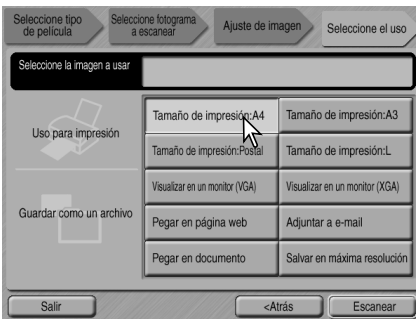 Seleccione tipo
de película
Seleccione fotograma
a escanear
Ajuste de imagen
Seleccione el uso
Seleccione la imagen a usar
Uso para impresión
Tamaño de impresión:A4
Tamaño de impresión:A3
Tamaño de impresión:Postal
Tamaño de impresión:L
Visualizar en un monitor (VGA)
Visualizar en un monitor (XGA)
Guardar como un archivo
Pegar en página web
Adjuntar a e-mail
Pegar en documento
Salvar en máxima resolución
Salir
<Atrás
Escanear